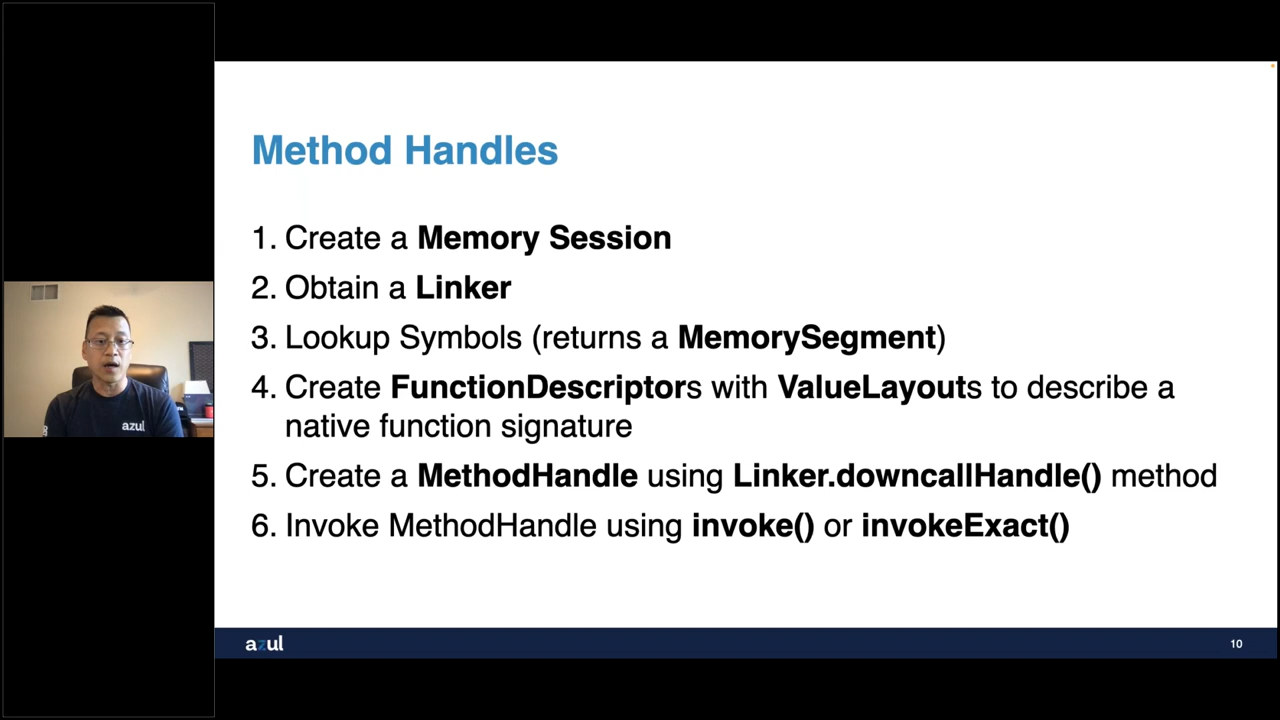 Method Handles
1. Create a Memory Session
2. Obtain a Linker
3. Lookup Symbols (returns a MemorySegment)
4. Create FunctionDescriptors with ValueLayouts to describe a
native function signature
5. Create a MethodHandle using Linker.downcallHandle() method
6. Invoke MethodHandle using invoke() or invokeExact()
azul
azul
10